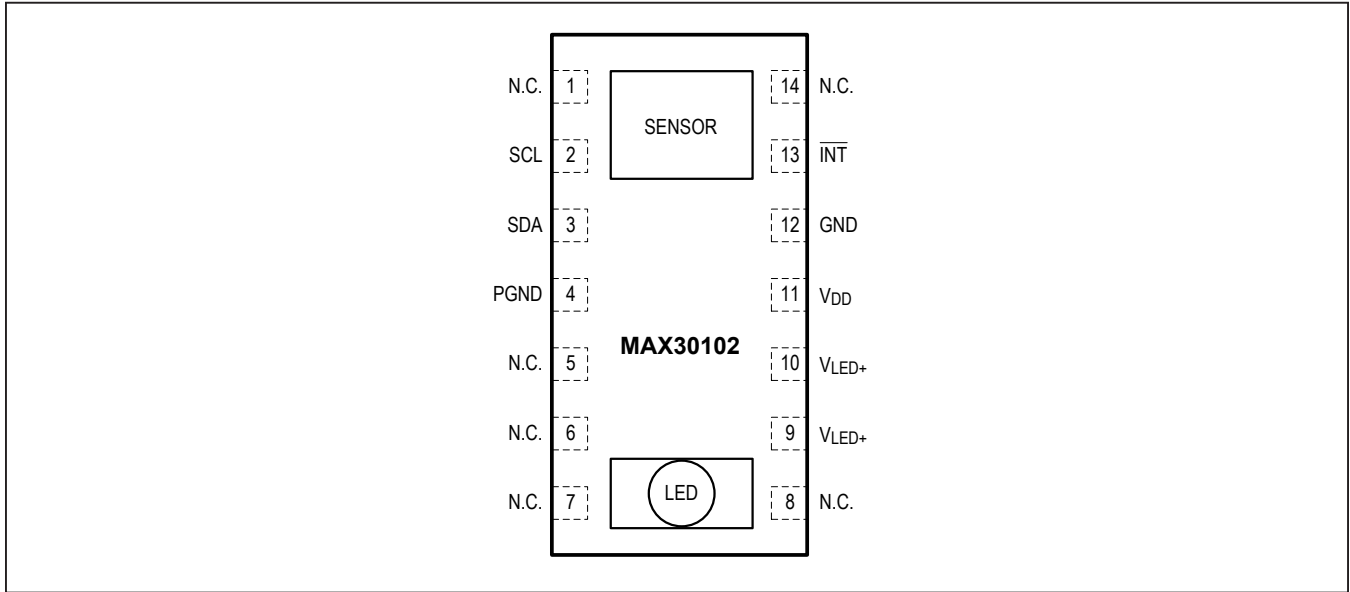 N.C. 1 14 N.C.
SENSOR
SCL 2 13 INT
SDA 3 12 GND
PGND 4 11 VDD
MAX30102
N.C. 5 10 VLED+
N.C. 6 9 VLED+
LED
N.C. 7 8 N.C.